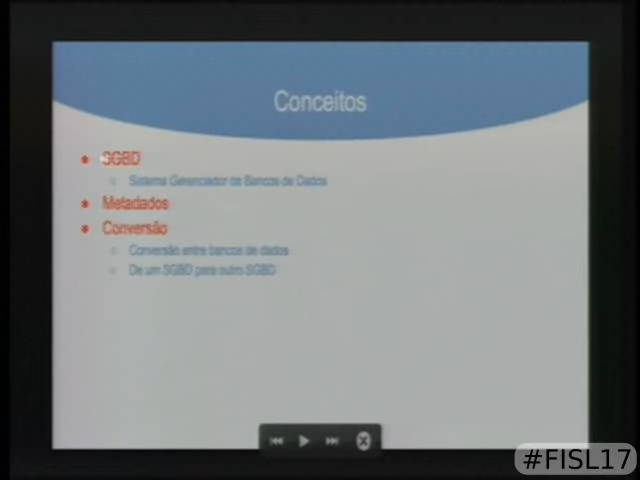 Conceitos
SGBD
Sistema Gerenciador de Bancos de Dados
Metadados
Conversão
Conversão entre bancos de dados
De um SGBD para outro SGBD
#FISL17